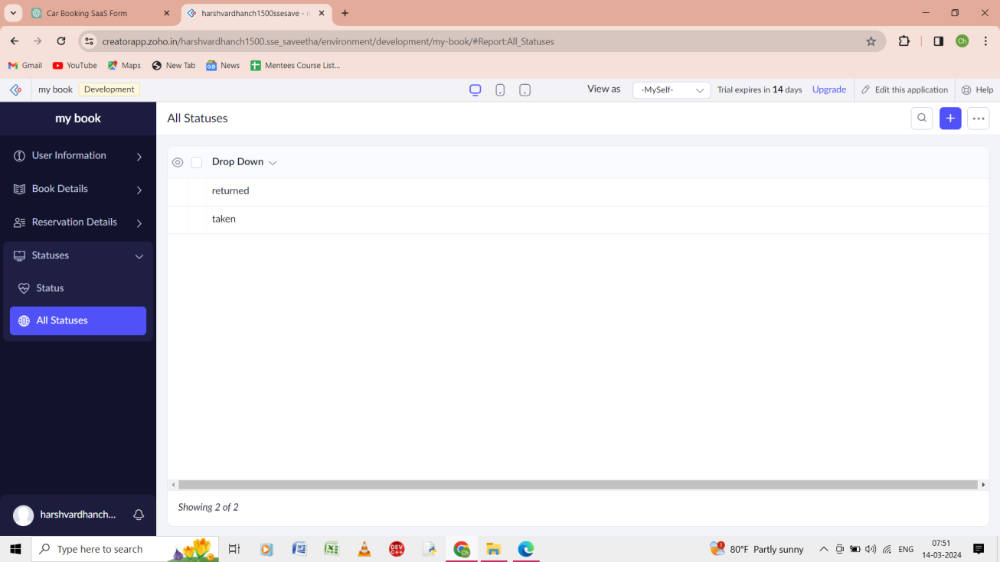 Car Booking SaaS Form
harshvardhanch1500ssesave - r
creatorapp.zoho.in/harshvardhanch1500.sse_saveetha/environment/development/my-book/#Report:All_Statuses
Ch
Gmail
YouTube
Maps
New Tab
News
Mentees Course List...
my book
Development
View as
-MySelf-
Trial expires in 14 days
Upgrade
Edit this application
Help
my book
All Statuses
User Information
Book Details
Reservation Details
Statuses
Status
All Statuses
Drop Down
returned
taken
Showing 2 of 2
harshvardhanch...
Type here to search
DEV
C++
Ch
1
80°F Partly sunny
ENG
07:51
14-03-2024